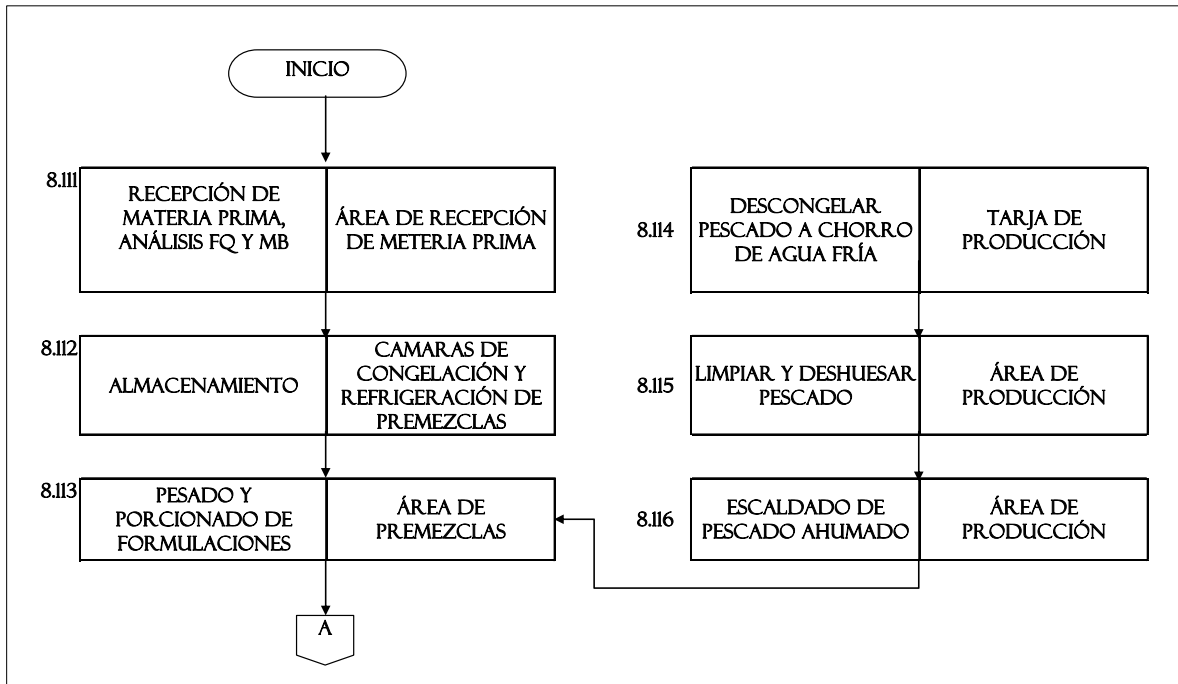 INICIO
8.111
RECEPCIÓN DE
MATERIA PRIMA,
ANÁLISIS FQ Y MB
ÁREA DE RECEPCIÓN
DE METERIA PRIMA
8.112
ALMACENAMIENTO
CAMARAS DE
CONGELACIÓN Y
REFRIGERACIÓN DE
PREMEZCLAS
8.113
PESADO Y
PORCIONADO DE
FORMULACIONES
ÁREA DE
PREMEZCLAS
A
8.114
DESCONGELAR
PESCADO A CHORRO
DE AGUA FRÍA
TARJA DE
PRODUCCIÓN
8.115
LIMPIAR Y DESHUESAR
PESCADO
ÁREA DE
PRODUCCIÓN
8.116
ESCALDADO DE
PESCADO AHUMADO
ÁREA DE
PRODUCCIÓN